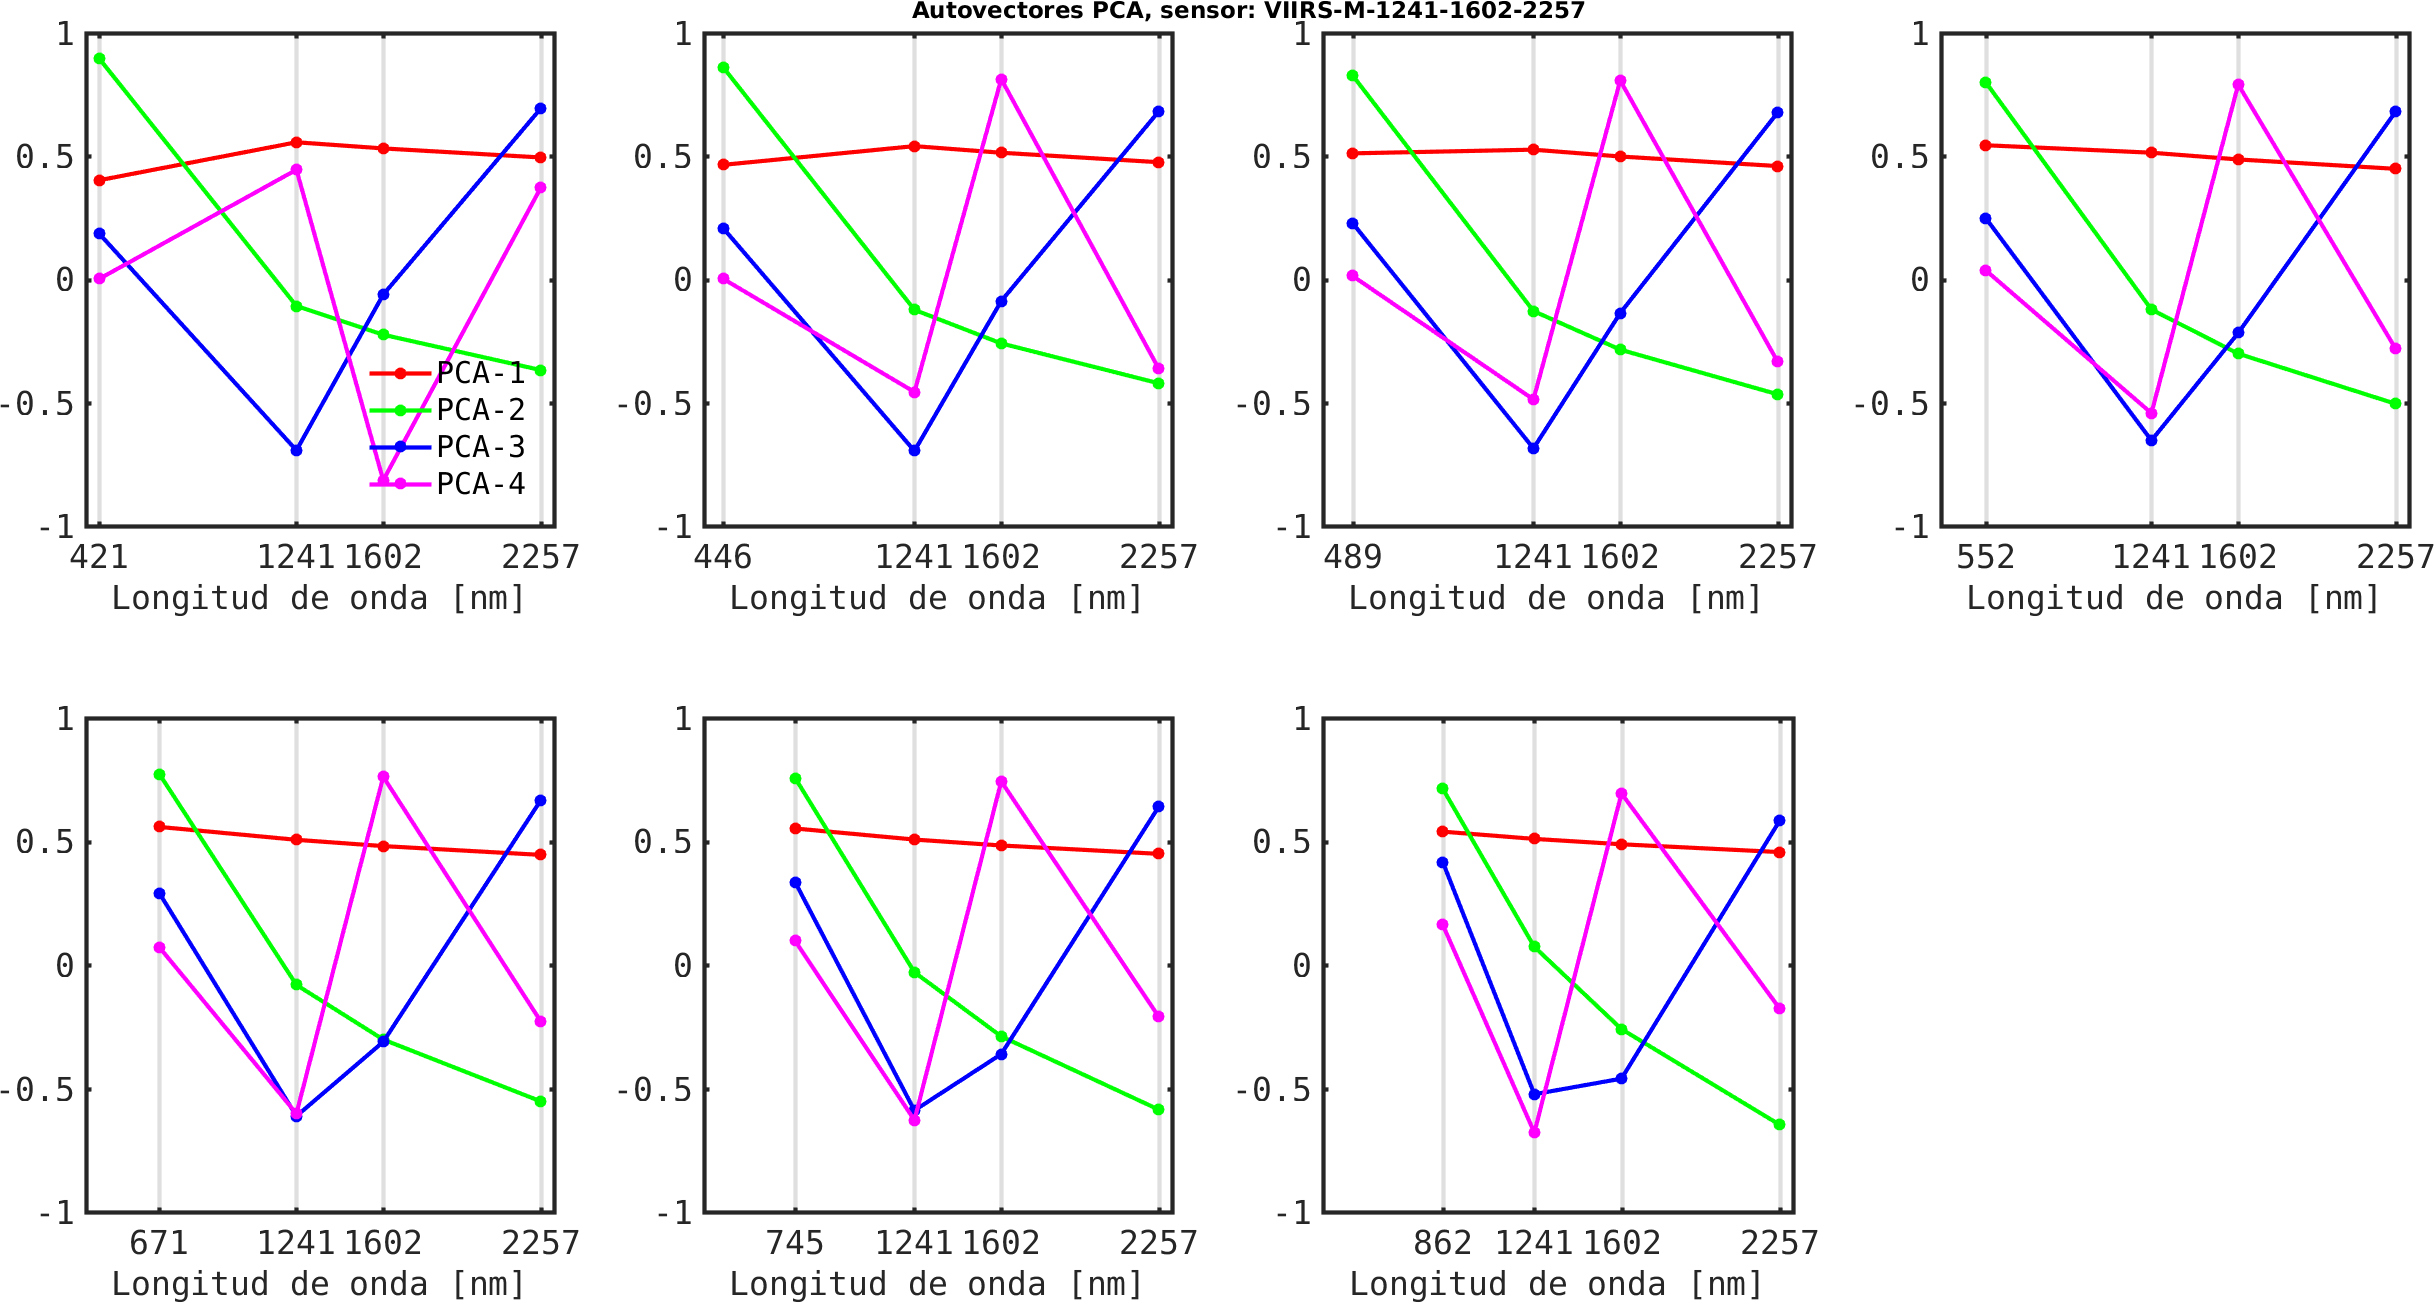 Autovectores PCA, sensor: VIIRS-M-1241-1602-2257
1
0.5
0
-0.5
-1
421 1241 1602 2257
Longitud de onda [nm]
PCA-1
PCA-2
PCA-3
PCA-4
1
0.5
0
-0.5
-1
446 1241 1602 2257
Longitud de onda [nm]
1
0.5
0
-0.5
-1
489 1241 1602 2257
Longitud de onda [nm]
1
0.5
0
-0.5
-1
552 1241 1602 2257
Longitud de onda [nm]
1
0.5
0
-0.5
-1
671 1241 1602 2257
Longitud de onda [nm]
1
0.5
0
-0.5
-1
745 1241 1602 2257
Longitud de onda [nm]
1
0.5
0
-0.5
-1
862 1241 1602 2257
Longitud de onda [nm]